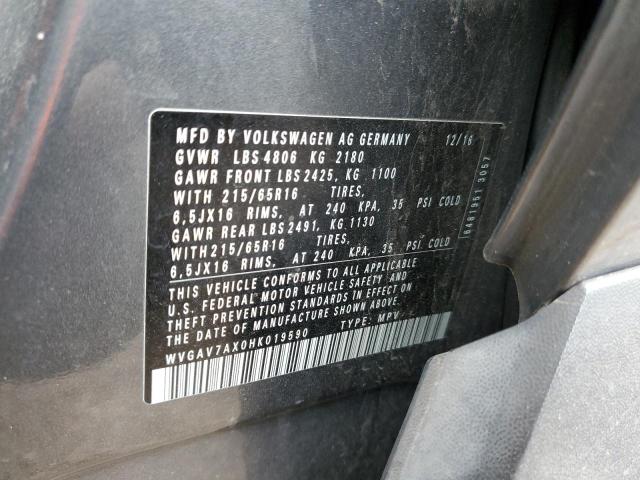 MFD BY VOLKSWAGEN AG GERMANY 12/16
GVWR LBS 4806 KG 2180
GAWR FRONT LBS 2425, KG 1100
WITH 215/65R16 TIRES,
6,5JX16 RIMS, AT 240 KPA, 35 PSI COLD
GAWR REAR LBS 2491, KG 1130
WITH 215/65R16 TIRES,
6,5JX16 RIMS, AT 240 KPA, 35 PSI COLD
THIS VEHICLE CONFORMS TO ALL APPLICABLE
U.S. FEDERAL MOTOR VEHICLE SAFETY AND
THEFT PREVENTION STANDARDS IN EFFECT ON
THE DATE OF MANUFACTURE SHOWN ABOVE.
WVGAV7AX0HK019590 TYPE: MPV
16481951 3057